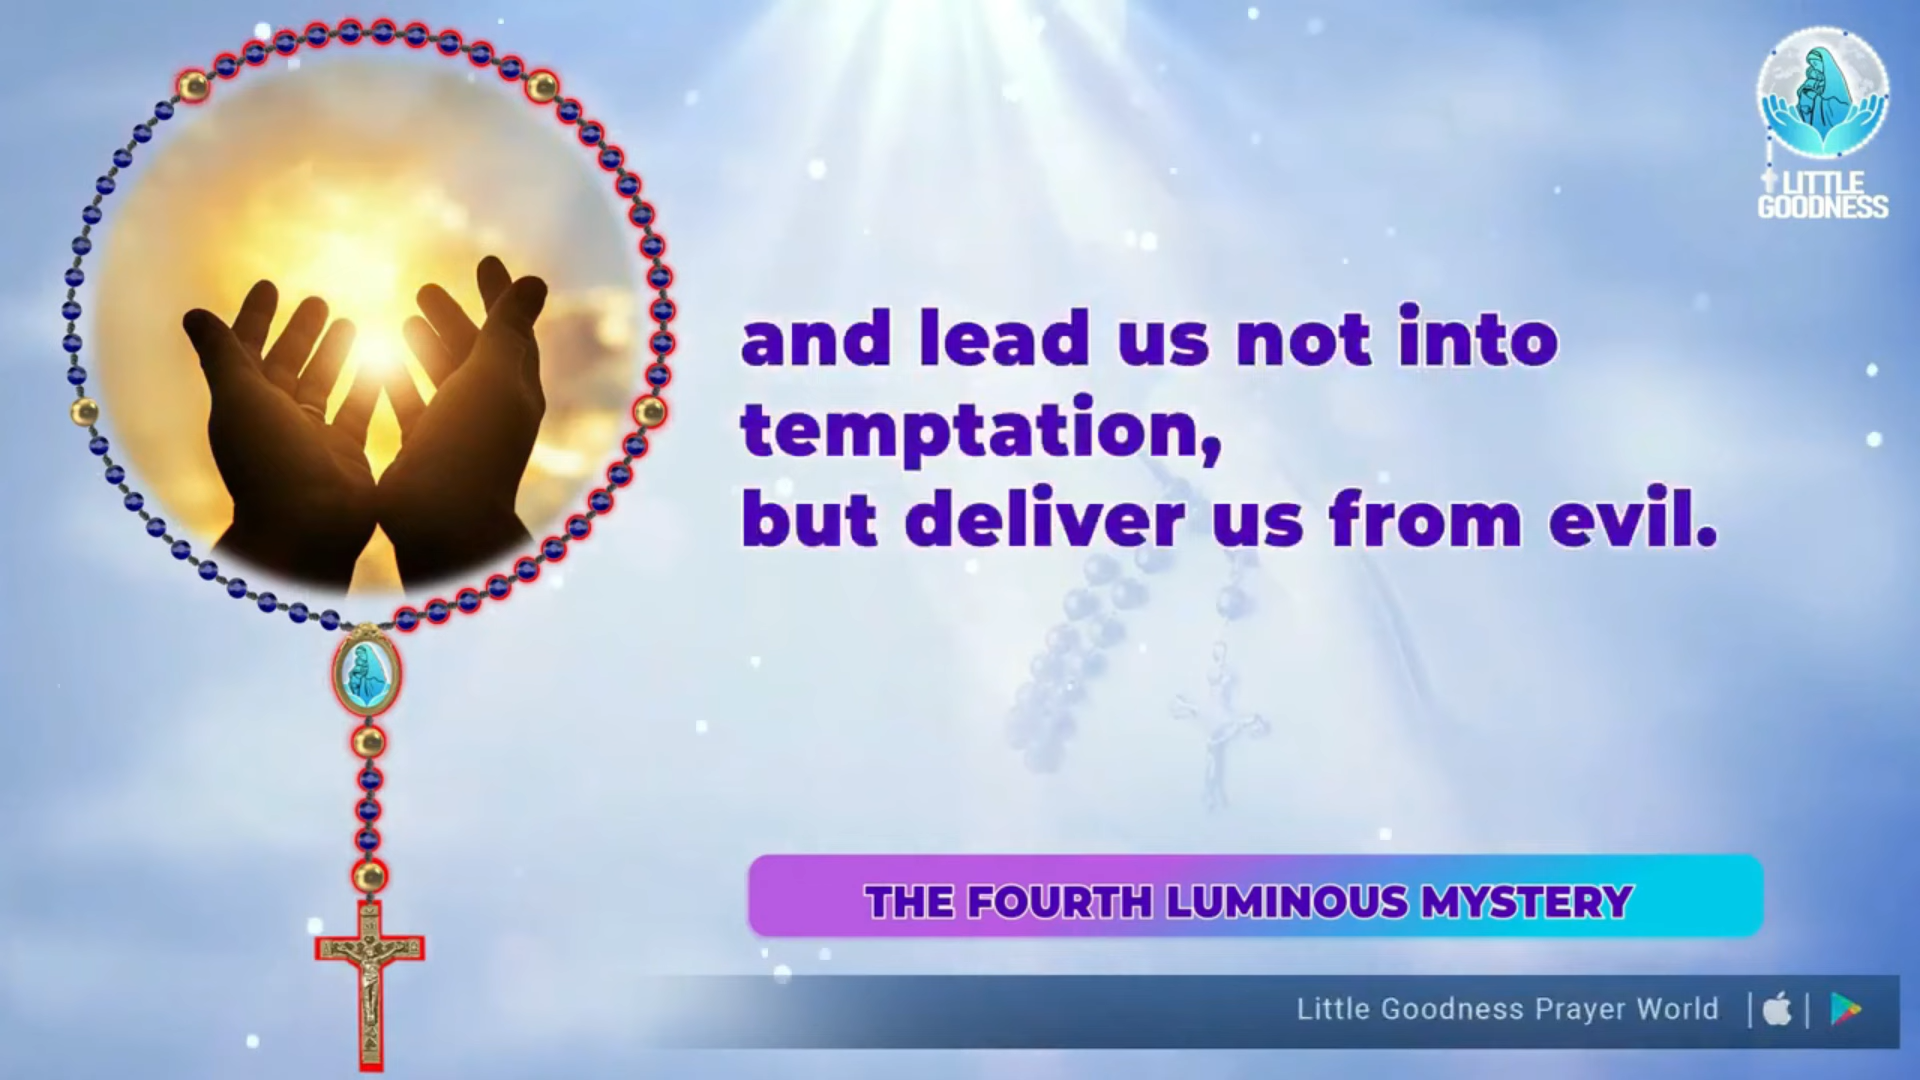 LITTLE
GOODNESS
and lead us not into
temptation,
but deliver us from evil.
THE FOURTH LUMINOUS MYSTERY
Little Goodness Prayer World